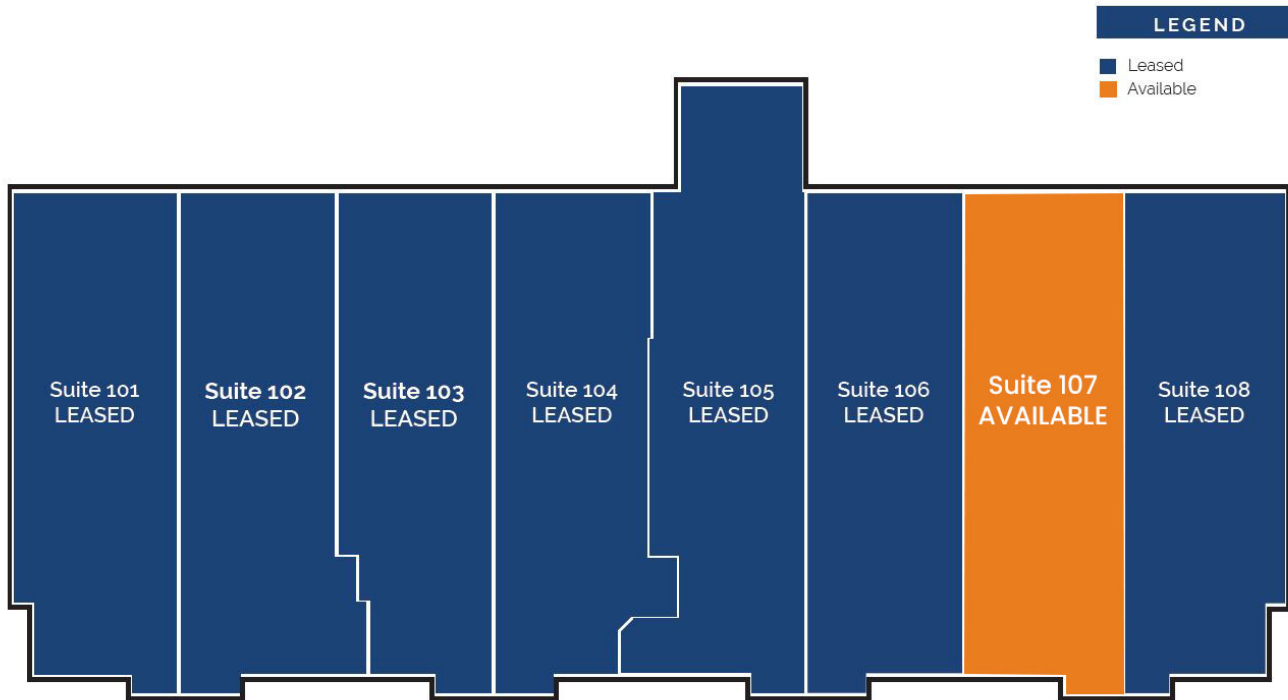 LEGEND
Leased
Available
Suite 101
LEASED
Suite 102
LEASED
Suite 103
LEASED
Suite 104
LEASED
Suite 105
LEASED
Suite 106
LEASED
Suite 107
AVAILABLE
Suite 108
LEASED